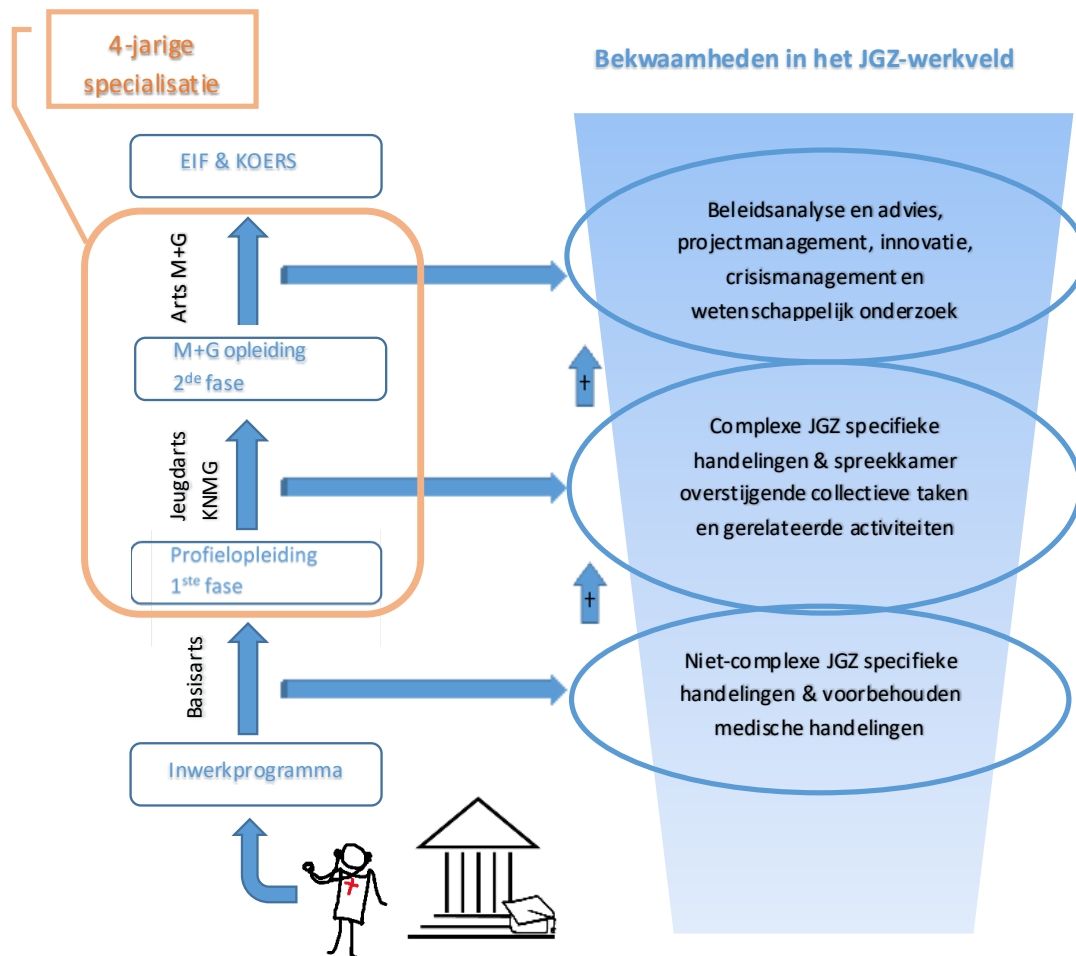 4-jarige
specialisatie
Bekwaamheden in het JGZ-werkveld
EIF & KOERS
Arts M+G
M+G opleiding
2de fase
Jeugdarts
KNMG
Profielopleiding
1ste fase
Basisarts
Inwerkprogramma
Beleidsanalyse en advies,
projectmanagement, innovatie,
crisismanagement en
wetenschappelijk onderzoek
+
Complexe JGZ specifieke
handelingen & spreekkamer
overstijgende collectieve taken
en gerelateerde activiteiten
+
Niet-complexe JGZ specifieke
handelingen & voorbehouden
medische handelingen